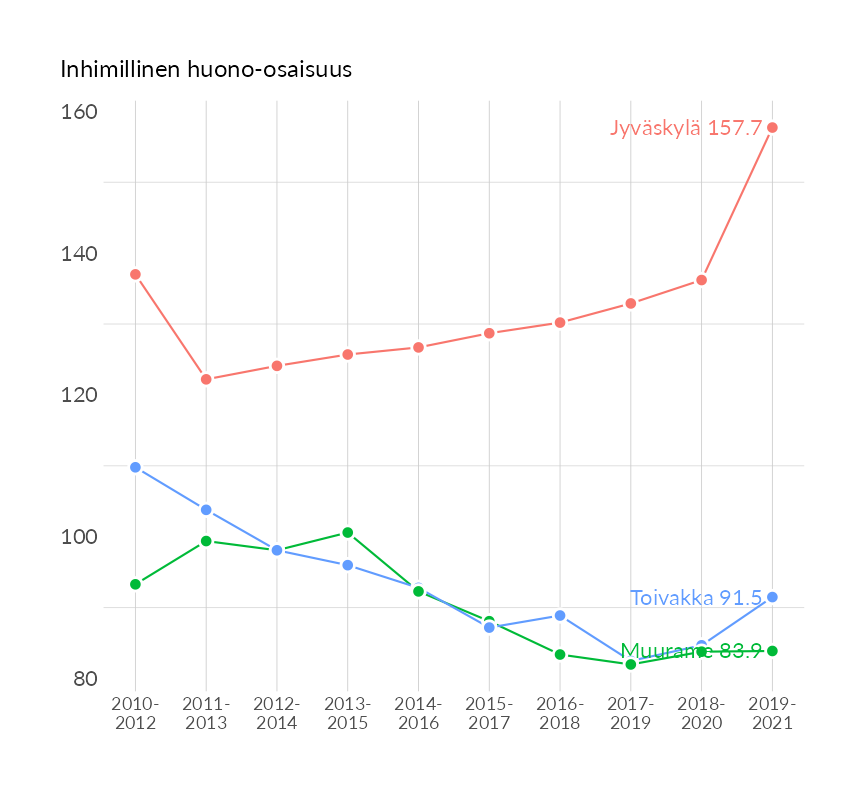 Inhimillinen huono-osaisuus
160
Jyväskylä 157.7
140
120
100
Toivakka 91.5
Muurame 83.9
80
2010- 2011- 2012- 2013- 2014- 2015- 2016- 2017- 2018- 2019-
2012 2013 2014 2015 2016 2017 2018 2019 2020 2021